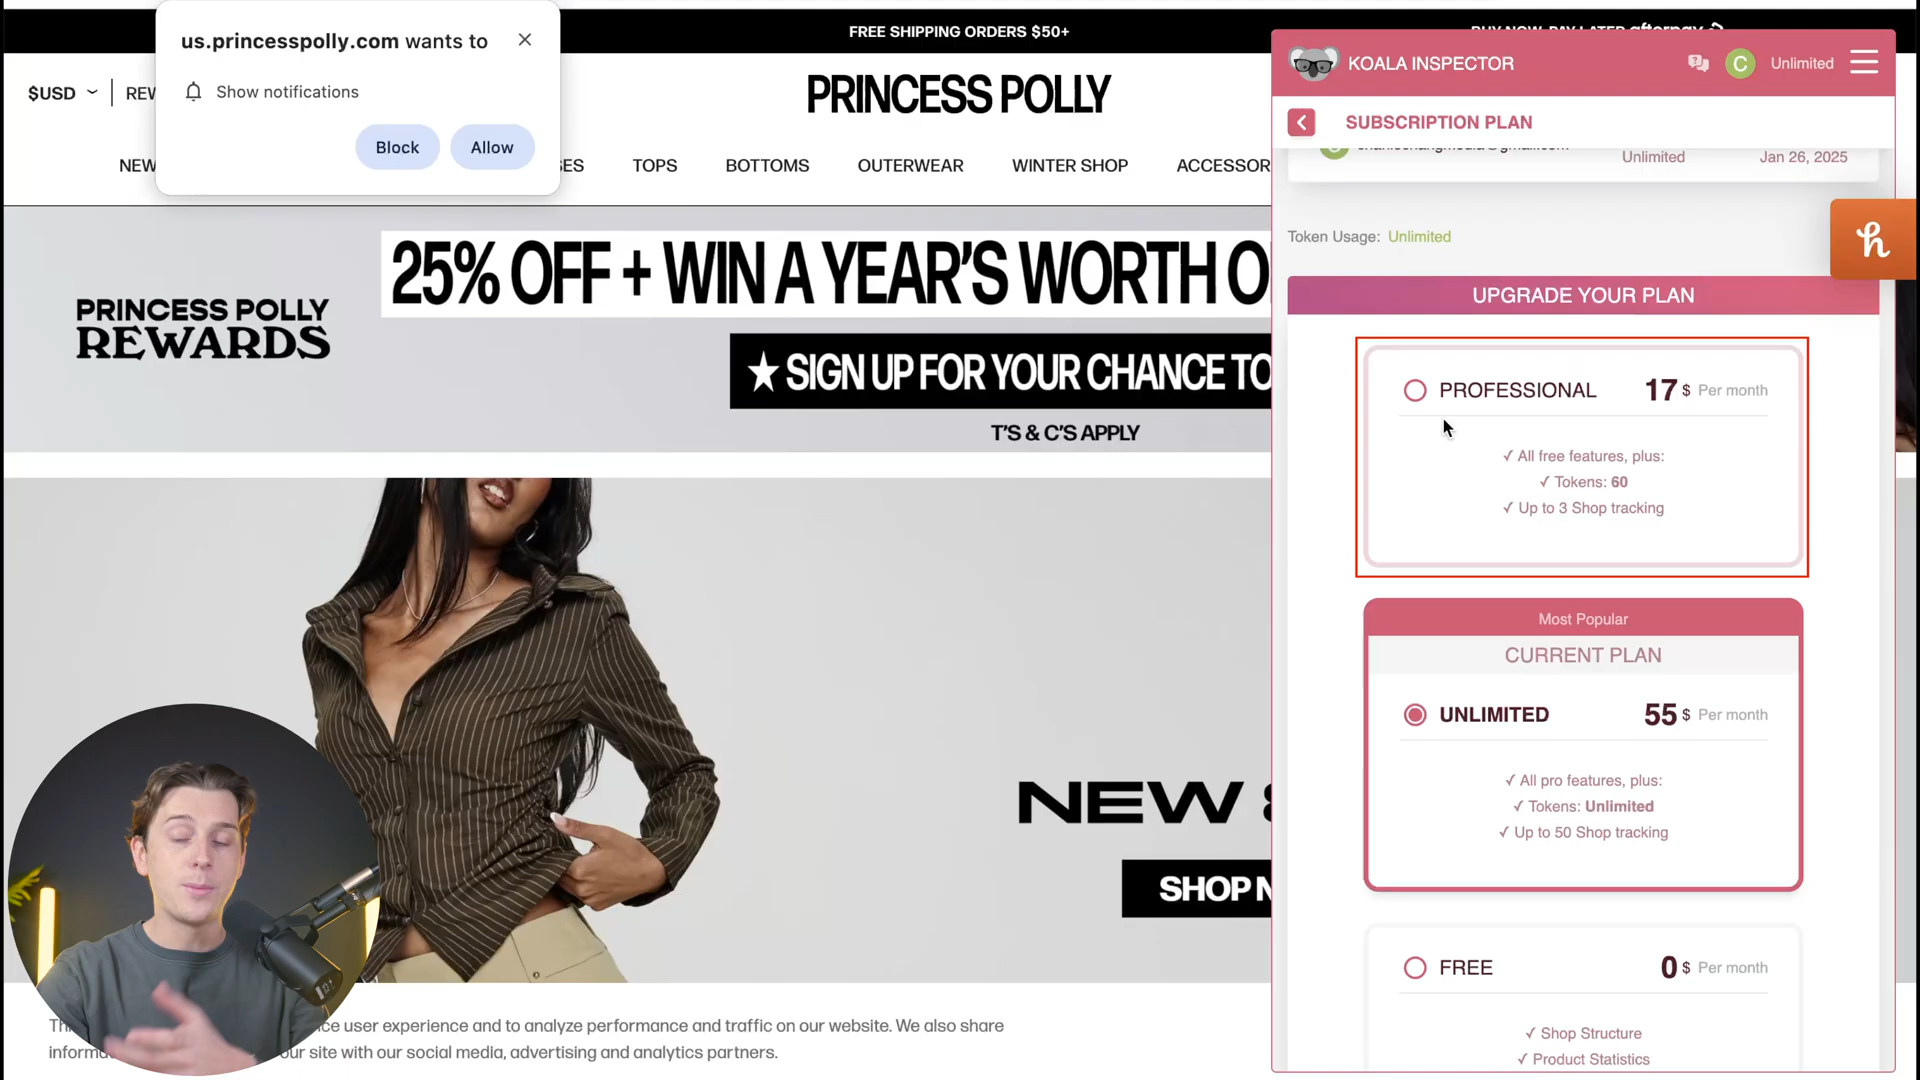 us.princesspolly.com wants to
Show notifications
Block
Allow
FREE SHIPPING ORDERS $50+
$USD
PRINCESS POLLY
NEW
TOPS
BOTTOMS
OUTERWEAR
WINTER SHOP
ACCESSOR
PRINCESS POLLY
REWARDS
25% OFF + WIN A YEAR'S WORTH O
★ SIGN UP FOR YOUR CHANCE TO
T'S & C'S APPLY
NEW
SHOP N
ce user experience and to analyze performance and traffic on our website. We also share
informa our site with our social media, advertising and analytics partners.
KOALA INSPECTOR
C
Unlimited
SUBSCRIPTION PLAN
Unlimited
Jan 26, 2025
Token Usage: Unlimited
h
UPGRADE YOUR PLAN
PROFESSIONAL 17 $ Per month
✓ All free features, plus:
✓ Tokens: 60
✓ Up to 3 Shop tracking
Most Popular
CURRENT PLAN
UNLIMITED 55 $ Per month
✓ All pro features, plus:
✓ Tokens: Unlimited
✓ Up to 50 Shop tracking
FREE 0 $ Per month
✓ Shop Structure
✓ Product Statistics